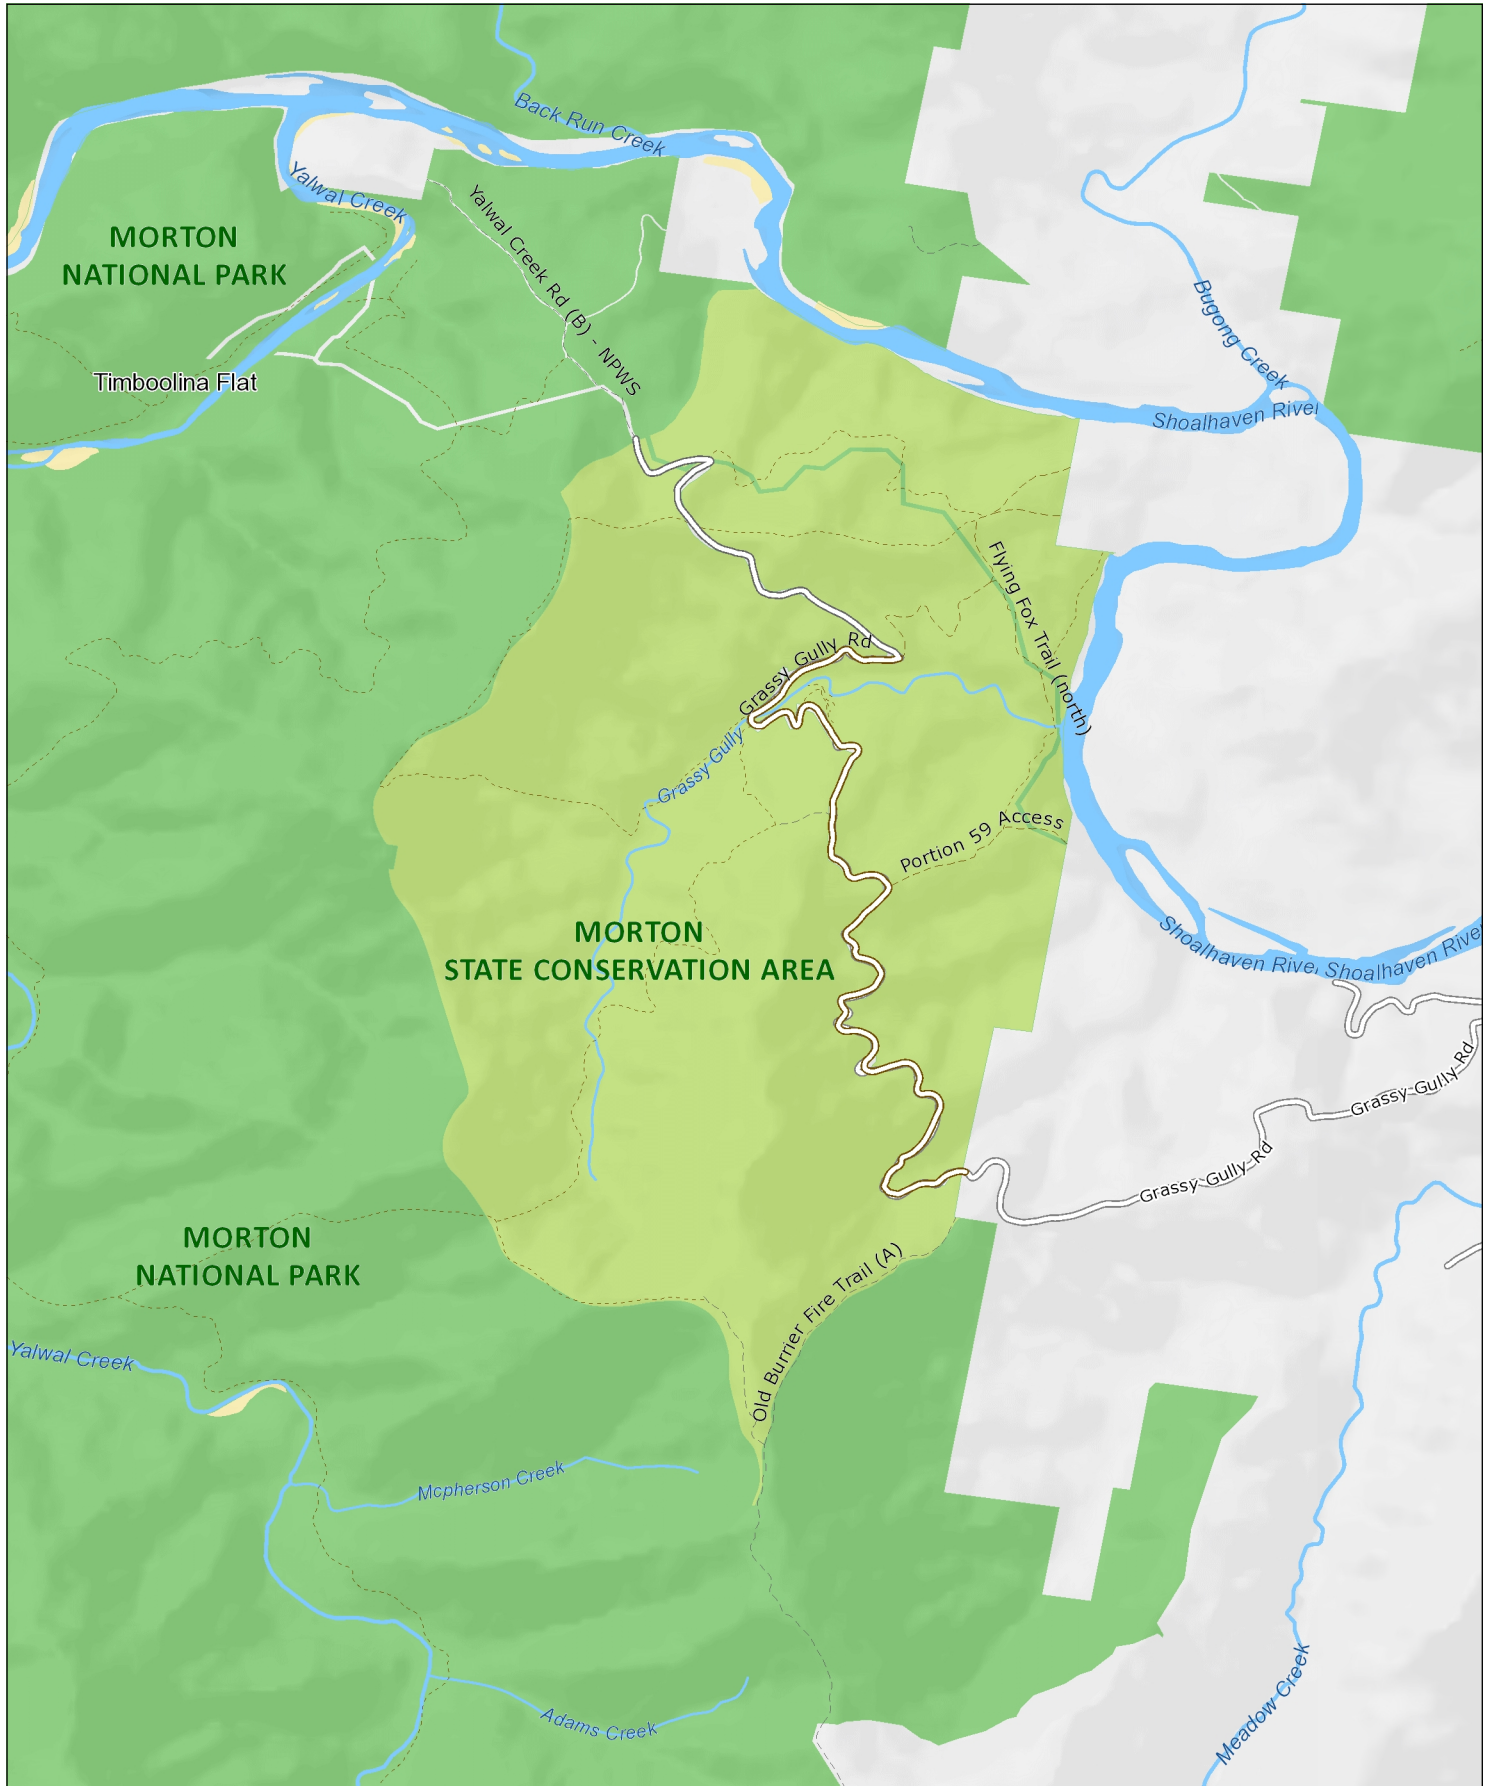 Back Run Creek
Yalwal Creek
Yalwal Creek Rd (B) - NPWS
MORTON
NATIONAL PARK
Bugong Creek
Timboolina Flat
Shoalhaven River
Flying Fox Trail (north)
Grassy Gully Rd
Grassy Gully
Portion 59 Access
MORTON
STATE CONSERVATION AREA
Shoalhaven River
Shoalhaven River
Grassy Gully Rd
Grassy Gully Rd
MORTON
NATIONAL PARK
Old Burrier Fire Trail (A)
Yalwal Creek
Mcpherson Creek
Adams Creek
Meadow Creek